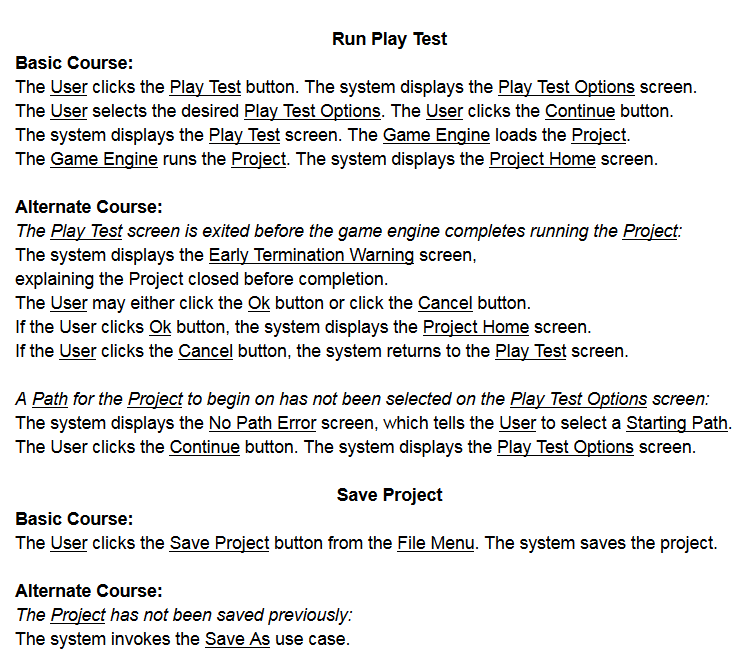 Run Play Test
Basic Course:
The User clicks the Play Test button. The system displays the Play Test Options screen.
The User selects the desired Play Test Options. The User clicks the Continue button.
The system displays the Play Test screen. The Game Engine loads the Project.
The Game Engine runs the Project. The system displays the Project Home screen.
Alternate Course:
The Play Test screen is exited before the game engine completes running the Project:
The system displays the Early Termination Warning screen,
explaining the Project closed before completion.
The User may either click the Ok button or click the Cancel button.
If the User clicks Ok button, the system displays the Project Home screen.
If the User clicks the Cancel button, the system returns to the Play Test screen.
A Path for the Project to begin on has not been selected on the Play Test Options screen:
The system displays the No Path Error screen, which tells the User to select a Starting Path.
The User clicks the Continue button. The system displays the Play Test Options screen.
Save Project
Basic Course:
The User clicks the Save Project button from the File Menu. The system saves the project.
Alternate Course:
The Project has not been saved previously:
The system invokes the Save As use case.